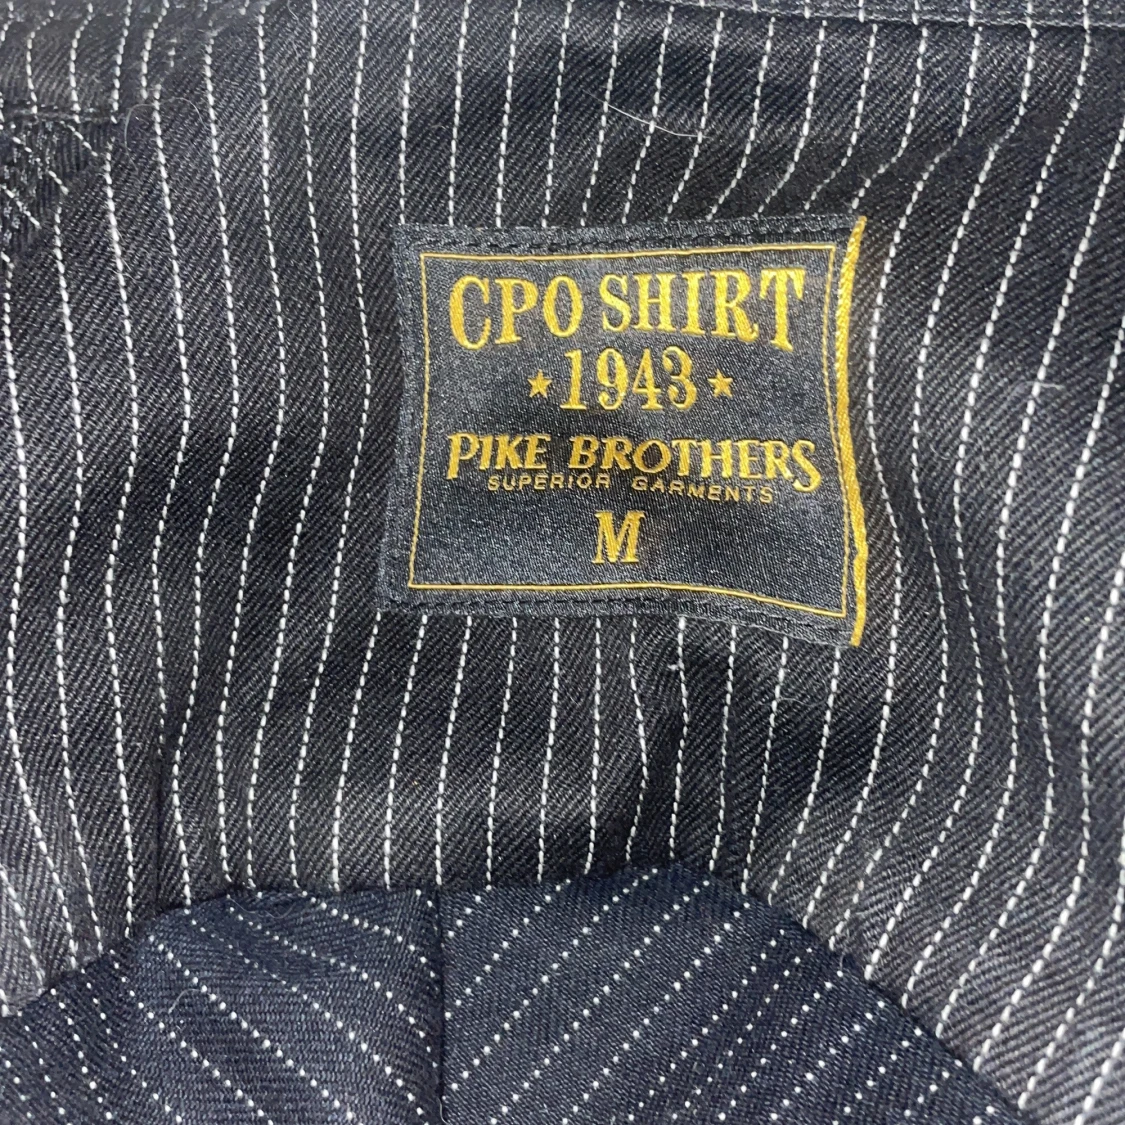 CPO SHIRT
★1943★
PIKE BROTHERS
SUPERIOR GARMENTS
M